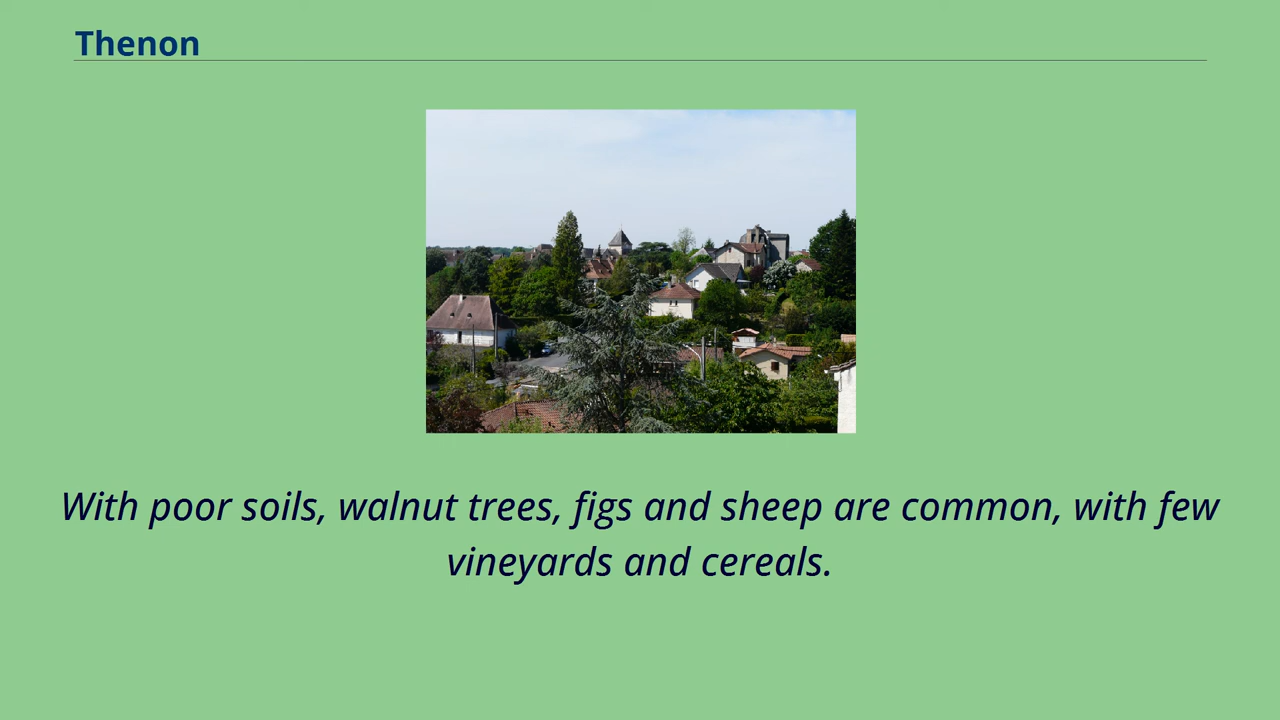 Thenon
With poor soils, walnut trees, figs and sheep are common, with few
vineyards and cereals.